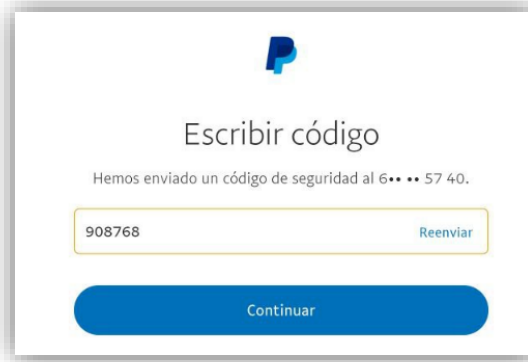 Escribir código
Hemos enviado un código de seguridad al 6•• •• 57 40.
908768 Reenviar
Continuar